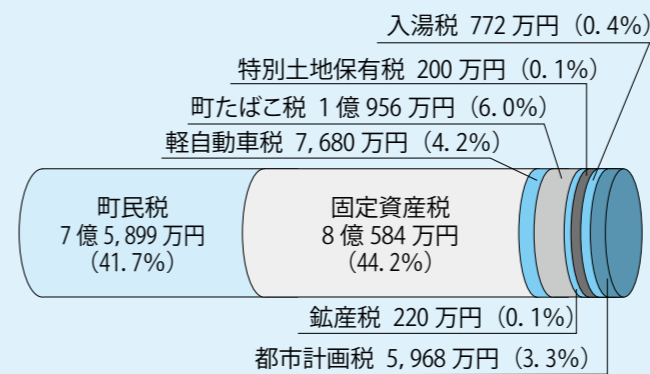 入湯税 772 万円（0. 4%）
特別土地保有税 200 万円（0. 1%）
町たばこ税 1 億 956 万円（6. 0%）
軽自動車税 7, 680 万円（4. 2%）
町民税
7 億 5, 899 万円
（41. 7%）
固定資産税
8 億 584 万円
（44. 2%）
鉱産税 220 万円（0. 1%）
都市計画税 5, 968 万円（3. 3%）